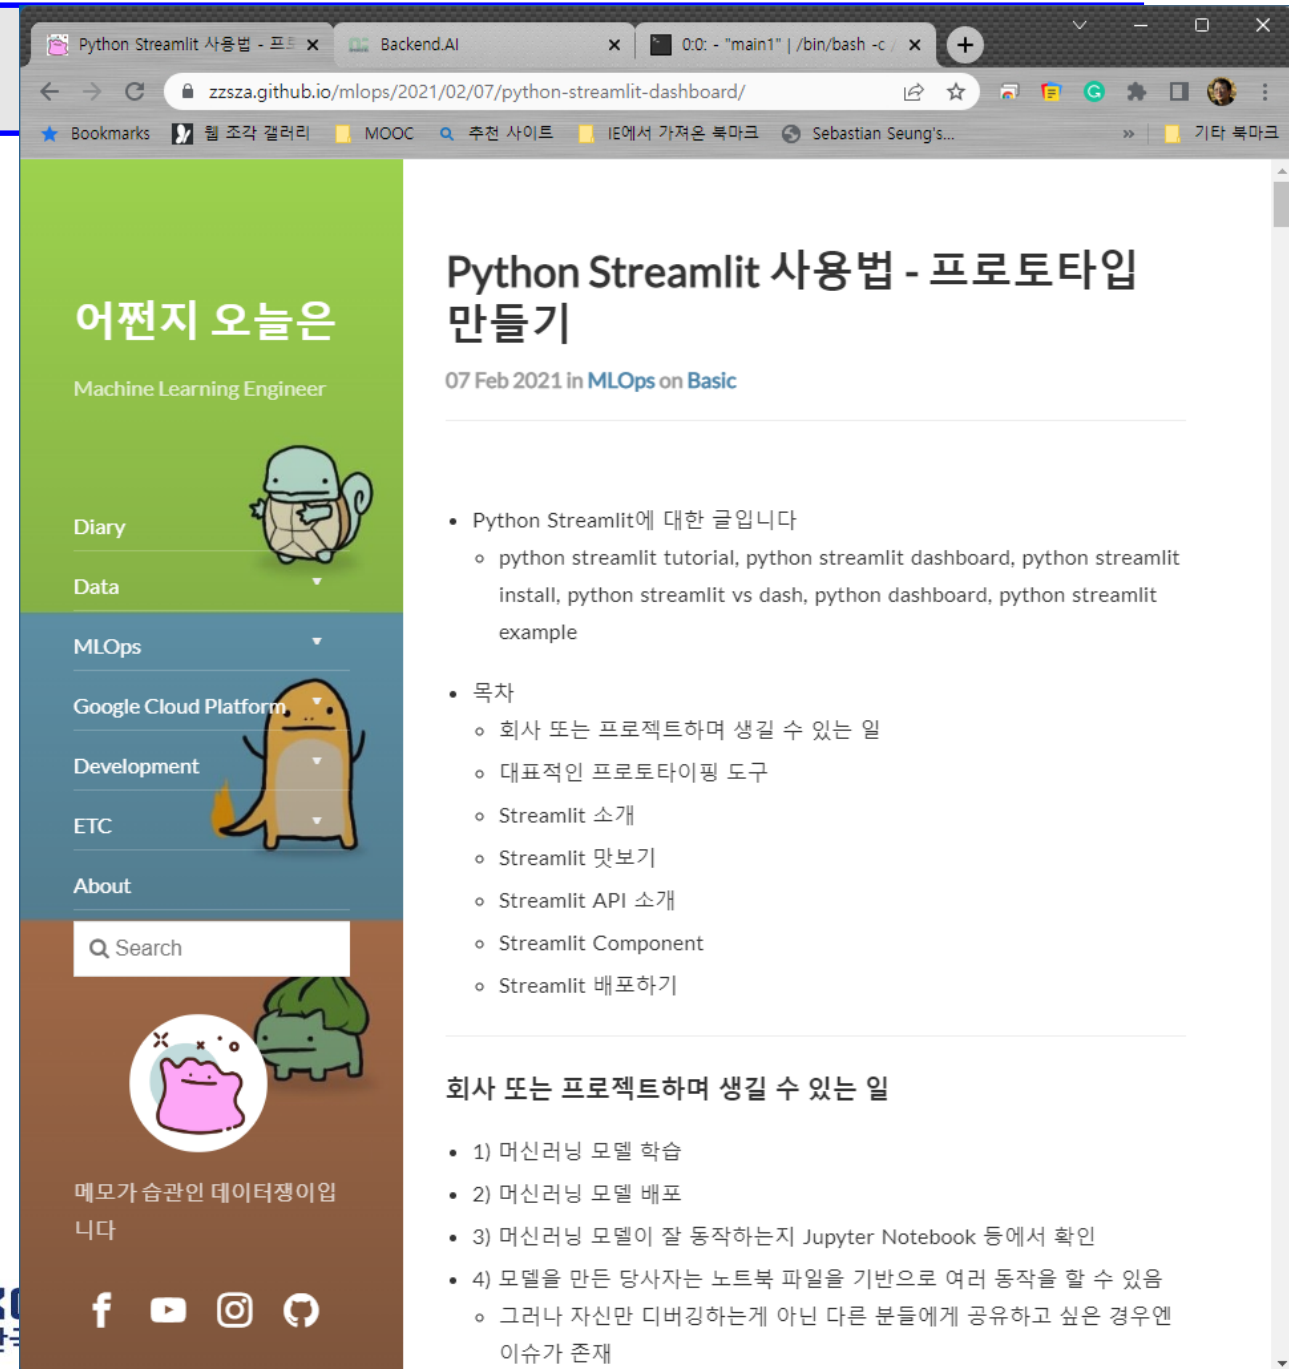 Python Streamlit 사용법 - 프로
Backend.AI
0:0: - "main1" | /bin/bash -c /
zzsza.github.io/mlops/2021/02/07/python-streamlit-dashboard/
Bookmarks 웹 조각 갤러리 MOOC 추천 사이트 IE에서 가져온 북마크 Sebastian Seung's... » 기타 북마크
어쩐지 오늘은
Machine Learning Engineer
Diary
Data
MLOps
Google Cloud Platform
Development
ETC
About
Search
메모가 습관인 데이터쟁이입
니다
Python Streamlit 사용법 - 프로토타입
만들기
07 Feb 2021 in MLOps on Basic
• Python Streamlit에 대한 글입니다
python streamlit tutorial, python streamlit dashboard, python streamlit
install, python streamlit vs dash, python dashboard, python streamlit
example
• 목차
회사 또는 프로젝트하며 생길 수 있는 일
대표적인 프로토타이핑 도구
Streamlit 소개
Streamlit 맛보기
Streamlit API 소개
Streamlit Component
Streamlit 배포하기
회사 또는 프로젝트하며 생길 수 있는 일
• 1) 머신러닝 모델 학습
• 2) 머신러닝 모델 배포
• 3) 머신러닝 모델이 잘 동작하는지 Jupyter Notebook 등에서 확인
• 4) 모델을 만든 당사자는 노트북 파일을 기반으로 여러 동작을 할 수 있음
그러나 자신만 디버깅하는게 아닌 다른 분들에게 공유하고 싶은 경우엔
이슈가 존재